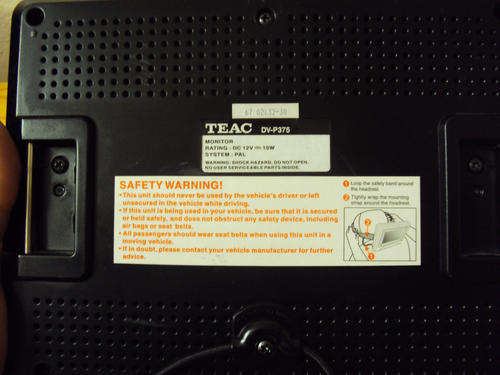 TEAC DV-P375
MONITOR
RATING : DC 12V 10W
SYSTEM : PAL
WARNING: SHOCK HAZARD, DO NOT OPEN.
NO USER SERVICEABLE PARTS INSIDE.
SAFETY WARNING!
• This unit should never be used by the vehicle's driver or left
unsecured in the vehicle while driving.
• If this unit is being used in your vehicle, be sure that it is secured
or held safely, and does not obstruct any safety device, including
air bags or seat belts.
• All passengers should wear seat belts when using this unit in a
moving vehicle.
• If in doubt, please contact your vehicle manufacturer for further
advice.
1 Loop the safety band around
the headrest.
2 Tightly wrap the mounting
strap around the headrest.
2
1